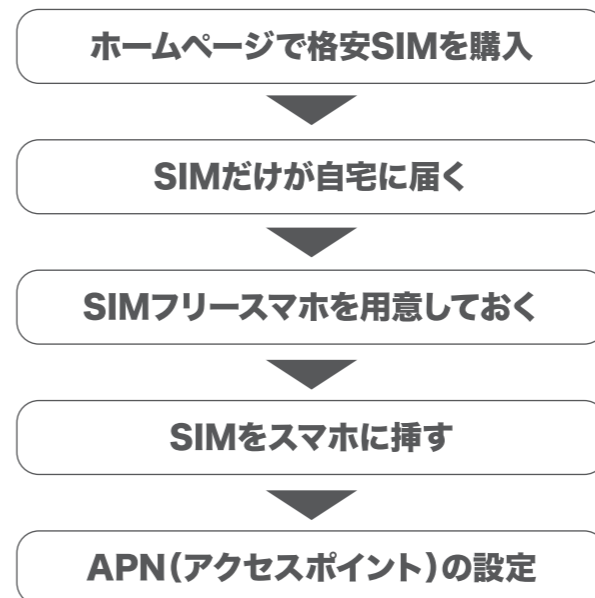 ホームページで格安SIMを購入
SIMだけが自宅に届く
SIMフリースマホを用意しておく
SIMをスマホに挿す
APN(アクセスポイント)の設定